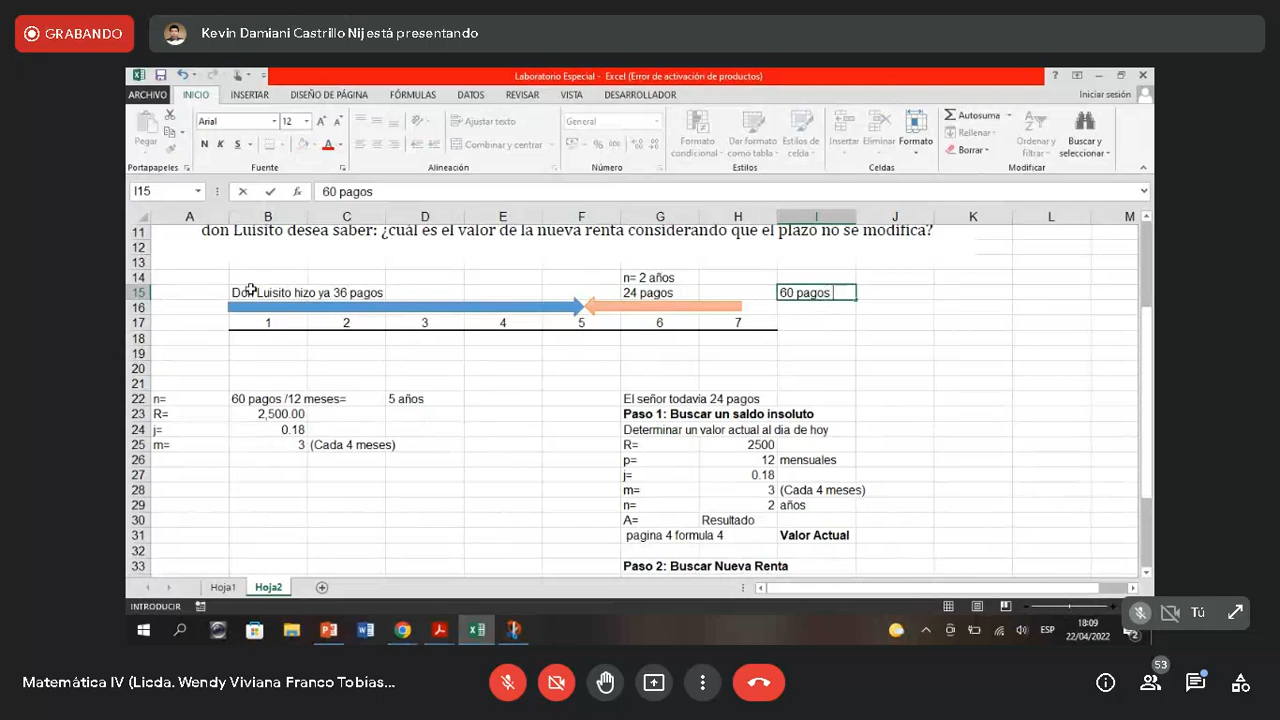 GRABANDO
Kevin Damiani Castrillo Nij está presentando
Laboratorio Especial - Excel (Error de activación de productos)
ARCHIVO INICIO INSERTAR DISEÑO DE PÁGINA FÓRMULAS DATOS REVISAR VISTA DESARROLLADOR Iniciar sesión
Arial 12 Ajustar texto General Autosuma
Pegar N K S Combinar y centrar Formato condicional Dar formato como tabla Estilos de celda Insertar Eliminar Formato Rellenar Borrar Ordenar y filtrar Buscar y seleccionar
Portapapeles Fuente Alineación Número Estilos Celdas Modificar
I15 fx 60 pagos
A B C D E F G H I J K L M
11 don Luisito desea saber: ¿cuál es el valor de la nueva renta considerando que el plazo no se modifica?
12
13
14 n= 2 años
15 Don Luisito hizo ya 36 pagos 24 pagos 60 pagos
16
17 1 2 3 4 5 6 7
18
19
20
21
22 n= 60 pagos /12 meses= 5 años El señor todavía 24 pagos
23 R= 2,500.00 Paso 1: Buscar un saldo insoluto
24 j= 0.18 Determinar un valor actual al dia de hoy
25 m= 3 (Cada 4 meses) R= 2500
26 p= 12 mensuales
27 j= 0.18
28 m= 3 (Cada 4 meses)
29 n= 2 años
30 A= Resultado
31 pagina 4 formula 4 Valor Actual
32
33 Paso 2: Buscar Nueva Renta
Hoja1 Hoja2
INTRODUCIR
Tú
ESP 18:09
22/04/2022
2
53
Matemática IV (Licda. Wendy Viviana Franco Tobias...